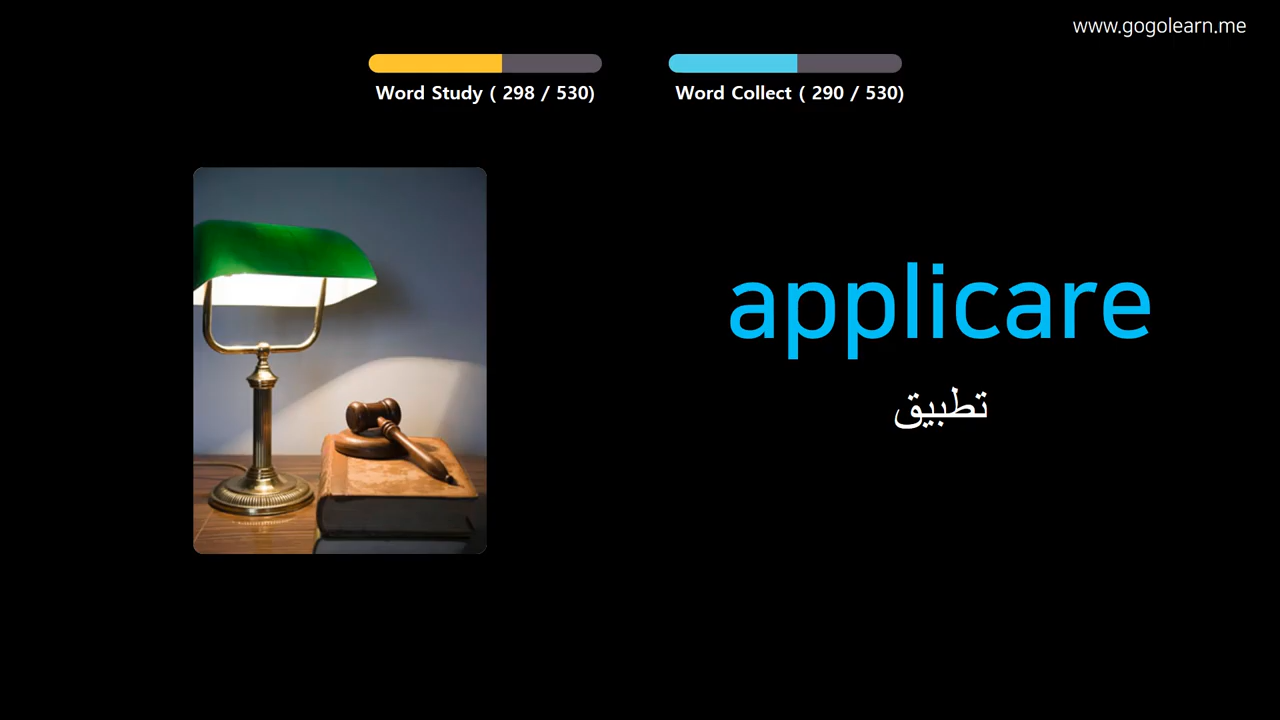 www.gogolearn.me
Word Study ( 298 / 530)
Word Collect ( 290 / 530)
applicare
تطبيق